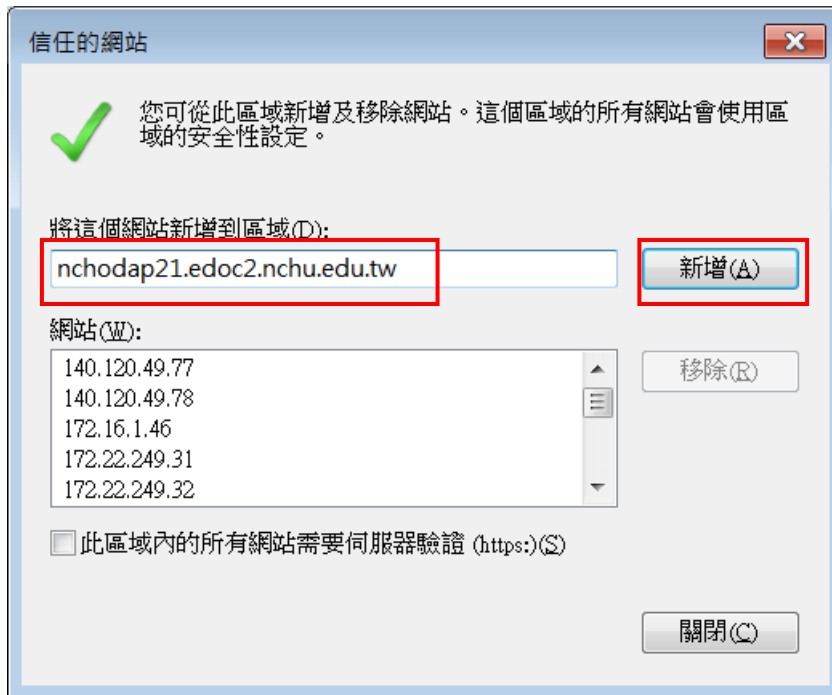 信任的網站
您可從此區域新增及移除網站。這個區域的所有網站會使用區
域的安全性設定。
將這個網站新增到區域(D):
nchodap21.edoc2.nchu.edu.tw
新增(A)
網站(W):
140.120.49.77
140.120.49.78
172.16.1.46
172.22.249.31
172.22.249.32
移除(R)
此區域內的所有網站需要伺服器驗證 (https:)(S)
關閉(C)